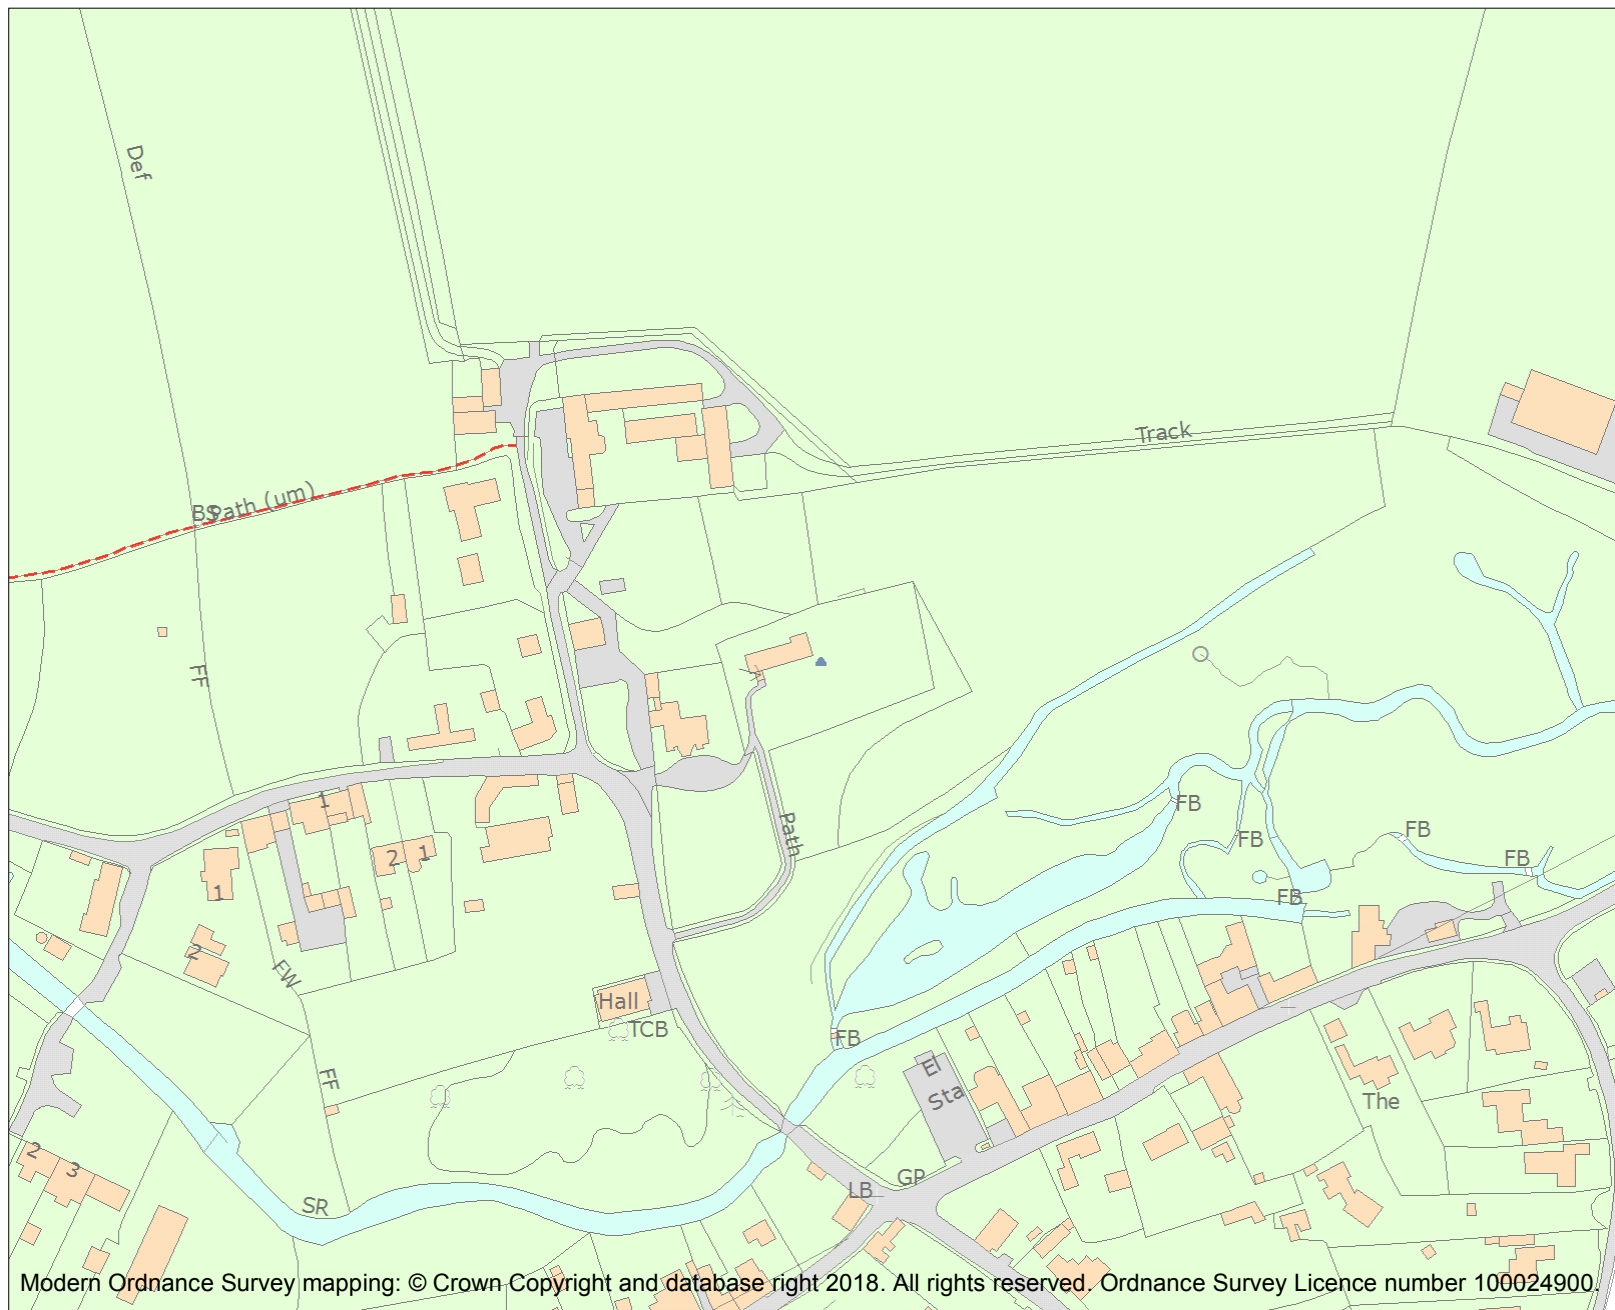 Def
Track
Path (um)
BS
FF
1
2 1
1
2
FW
Path
FB
FB
FB
FB
FB
Hall
TCB
FB
El
Sta
FF
The
2
3
SR
LB
GP
Modern Ordnance Survey mapping: © Crown Copyright and database right 2018. All rights reserved. Ordnance Survey Licence number 100024900.